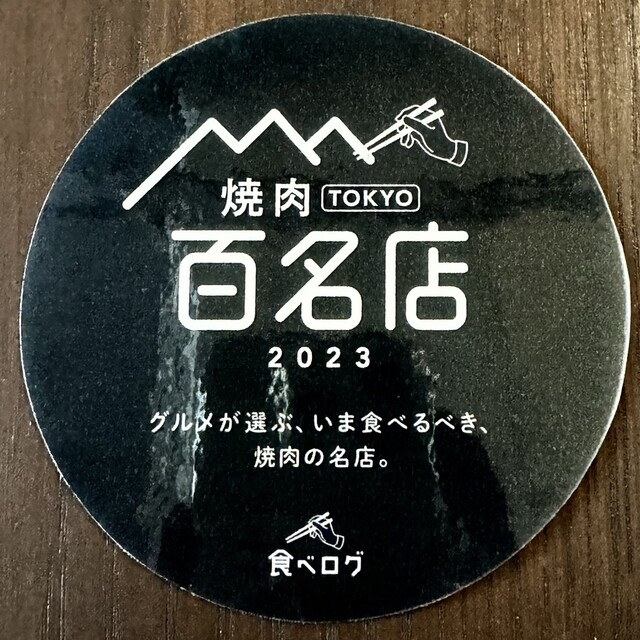 焼肉 TOKYO
百名店
2023
グルメが選ぶ、いま食べるべき、
焼肉の名店。
食べログ